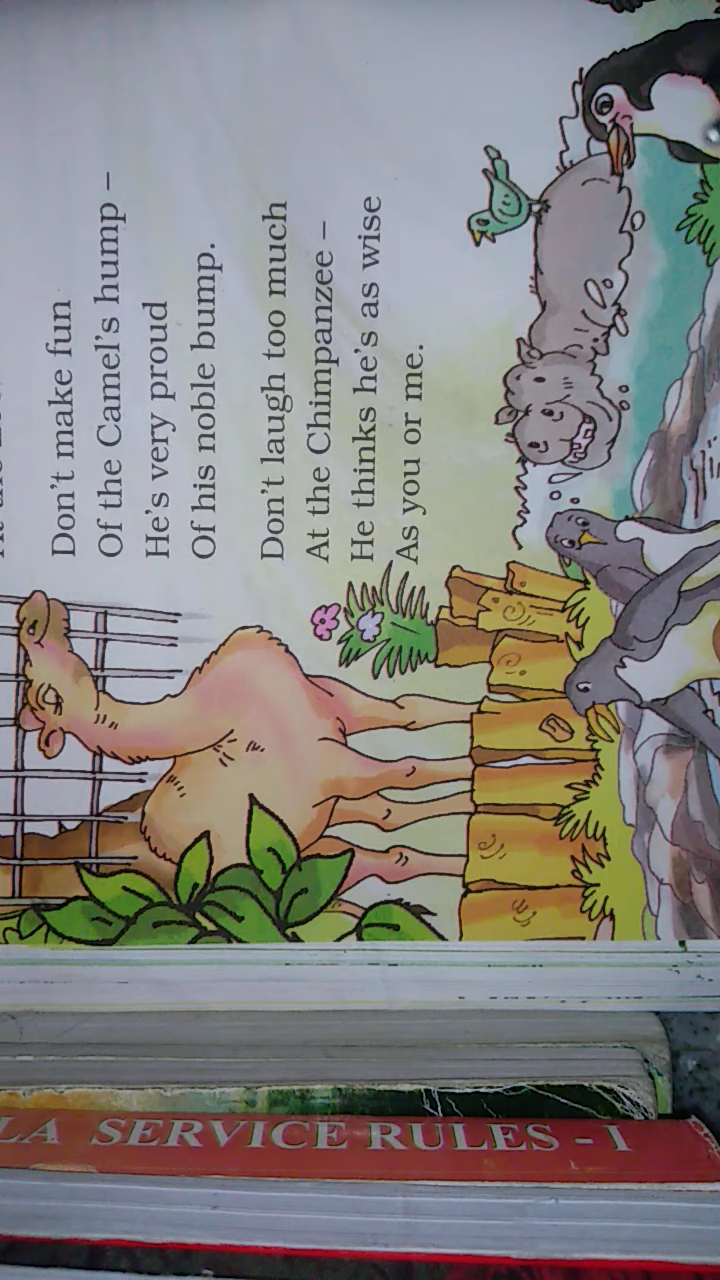 Don't make fun
Of the Camel's hump –
He's very proud
Of his noble bump.
Don't laugh too much
At the Chimpanzee –
He thinks he's as wise
As you or me.
LA SERVICE RULES - I